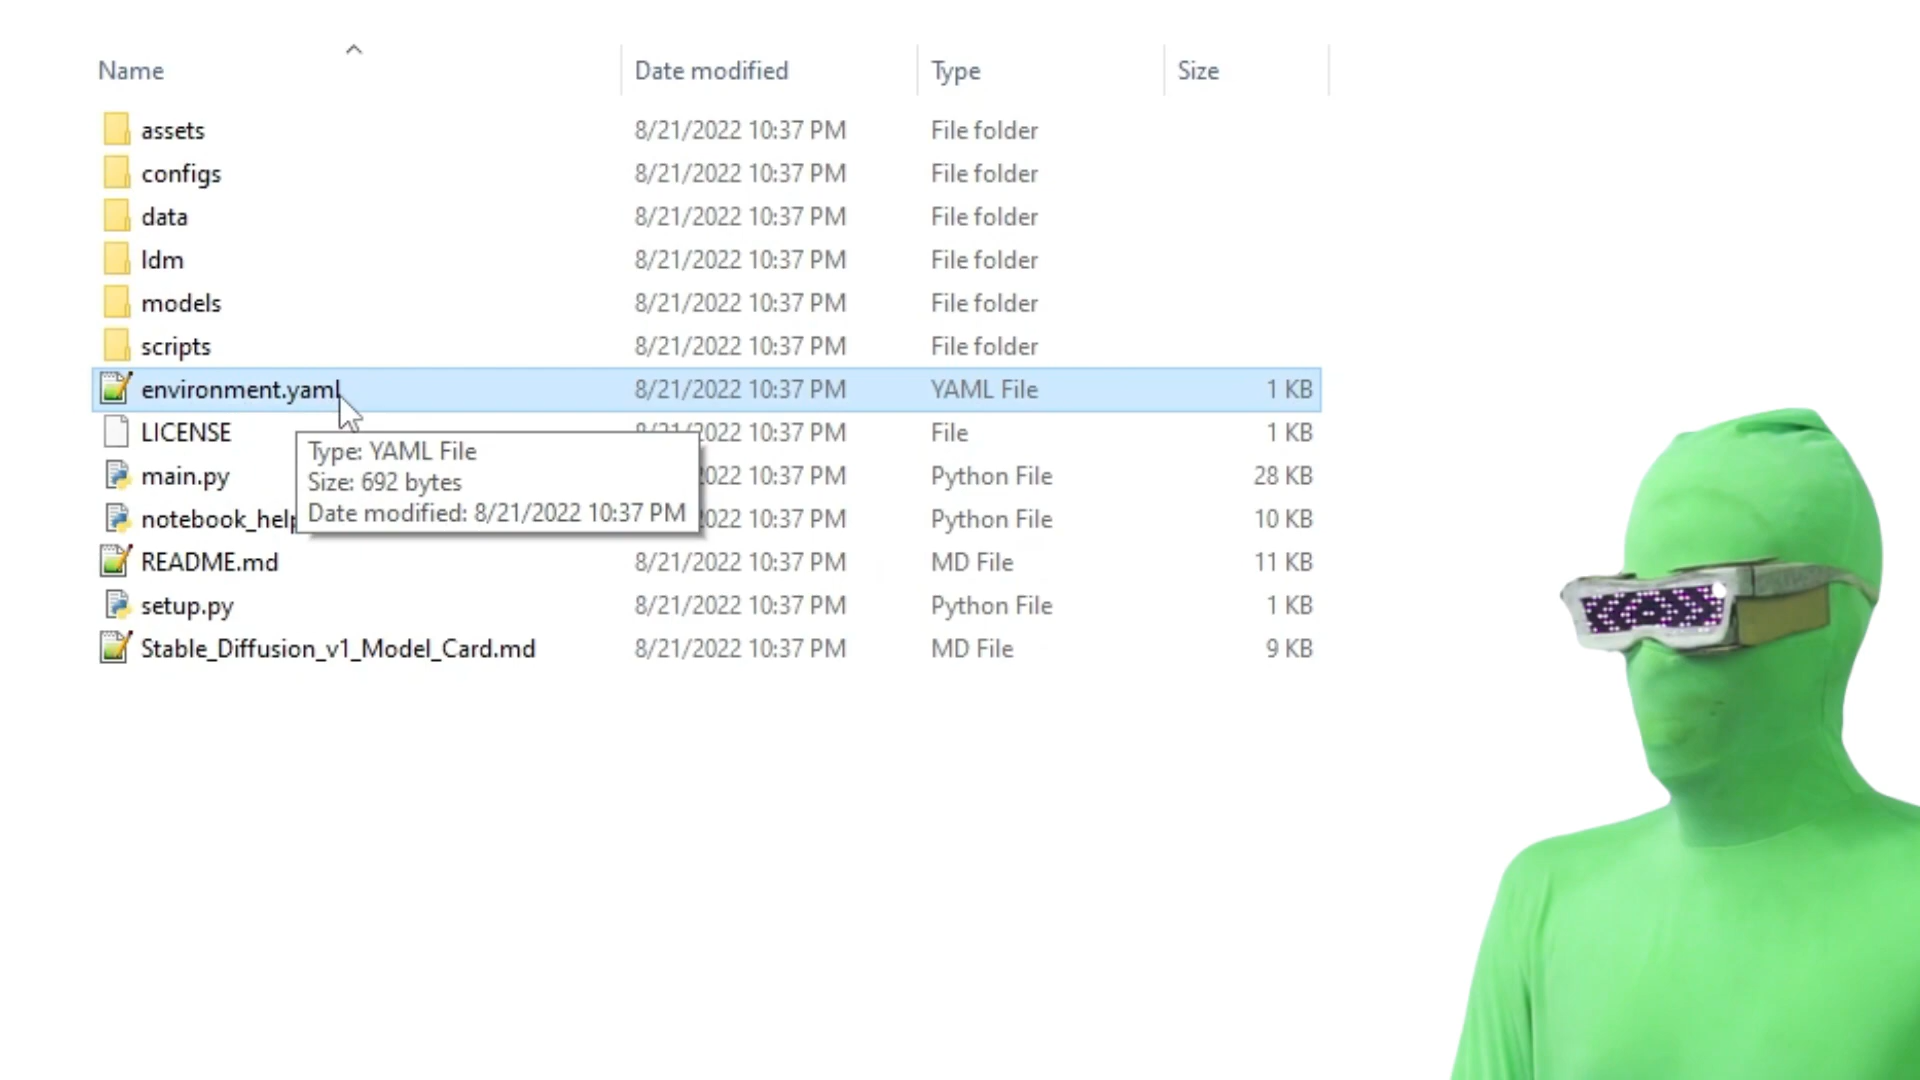 Name Date modified Type Size
assets 8/21/2022 10:37 PM File folder
configs 8/21/2022 10:37 PM File folder
data 8/21/2022 10:37 PM File folder
ldm 8/21/2022 10:37 PM File folder
models 8/21/2022 10:37 PM File folder
scripts 8/21/2022 10:37 PM File folder
environment.yaml 8/21/2022 10:37 PM YAML File 1 KB
LICENSE 8/21/2022 10:37 PM File 1 KB
Type: YAML File
main.py 2022 10:37 PM Python File 28 KB
Size: 692 bytes
notebook_help 2022 10:37 PM Python File 10 KB
Date modified: 8/21/2022 10:37 PM
README.md 8/21/2022 10:37 PM MD File 11 KB
setup.py 8/21/2022 10:37 PM Python File 1 KB
Stable_Diffusion_v1_Model_Card.md 8/21/2022 10:37 PM MD File 9 KB